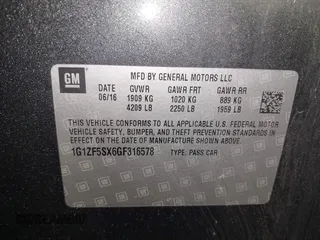 GM
MFD BY GENERAL MOTORS LLC
DATE GVWR GAWR FRT GAWR RR
06/16 1909 KG 1020 KG 889 KG
4209 LB 2250 LB 1959 LB
THIS VEHICLE CONFORMS TO ALL APPLICABLE U.S. FEDERAL MOTOR
VEHICLE SAFETY, BUMPER, AND THEFT PREVENTION STANDARDS IN
EFFECT ON THE DATE OF MANUFACTURE SHOWN ABOVE.
1G1ZF5SX6GF316578 TYPE: PASS CAR